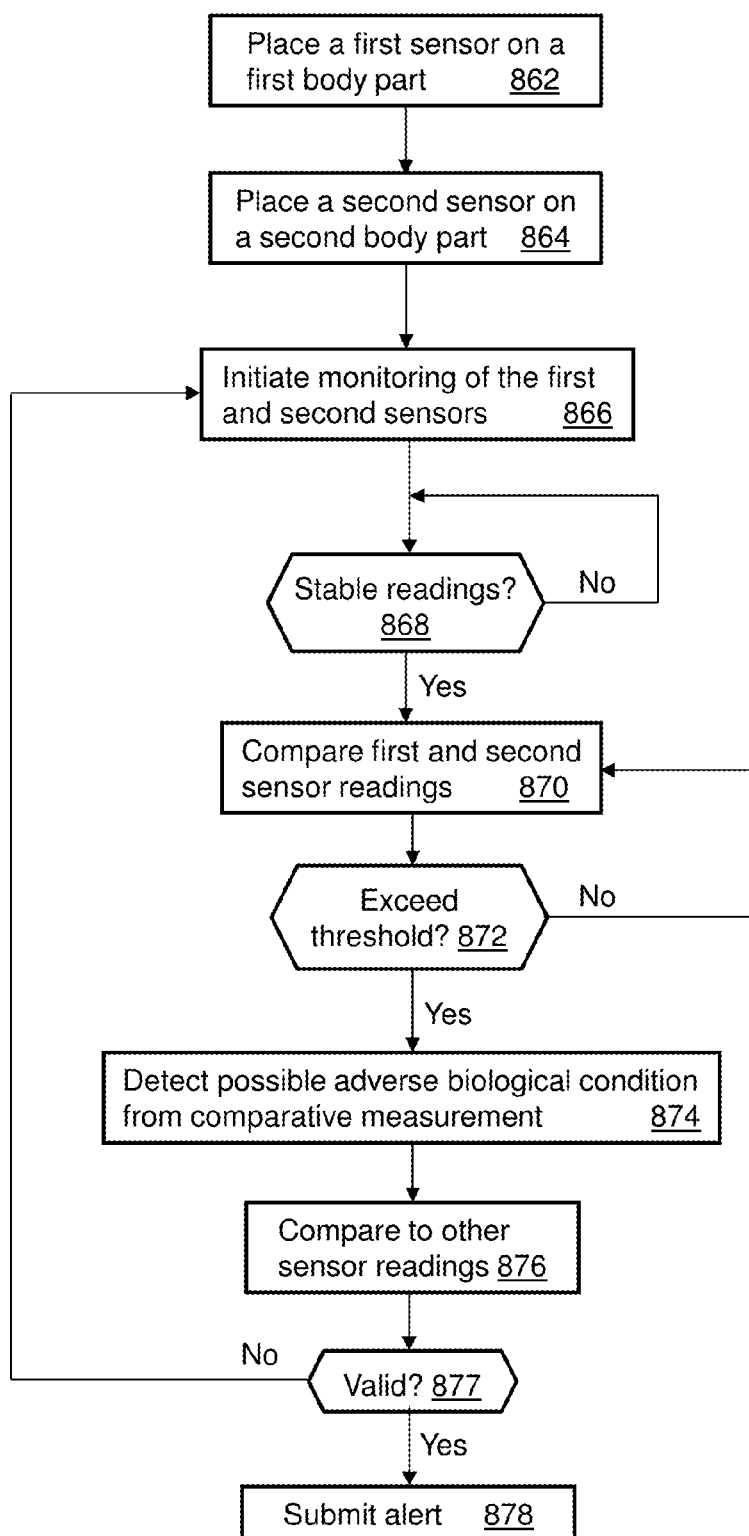 Place a first sensor on a
first body part 862
Place a second sensor on
a second body part 864
Initiate monitoring of the first
and second sensors 866
Stable readings?
868
No
Yes
Compare first and second
sensor readings 870
Exceed
threshold? 872
No
Yes
Detect possible adverse biological condition
from comparative measurement 874
Compare to other
sensor readings 876
No
Valid? 877
Yes
Submit alert 878